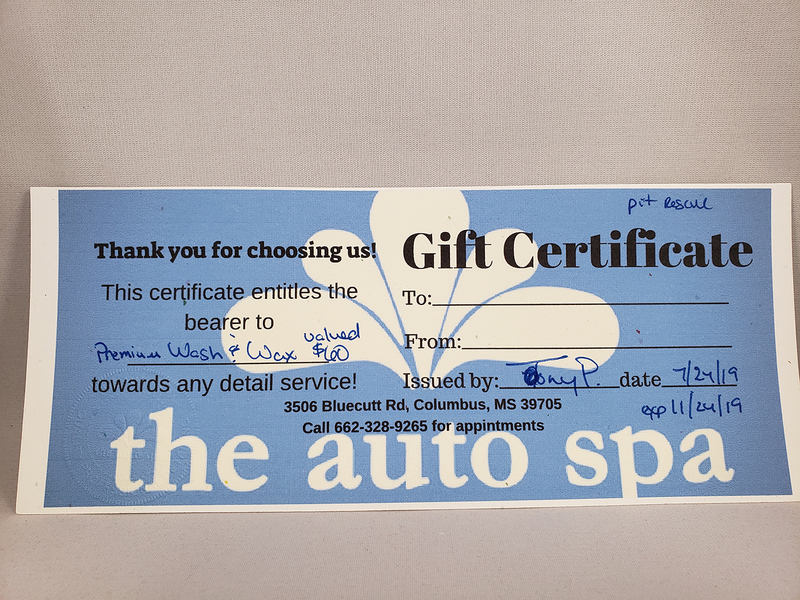 pit Rescue
Thank you for choosing us!
Gift Certificate
This certificate entitles the
bearer to
Premium Wash & Wax valued $60
towards any detail service!
To:
From:
Issued by: Tony P. date 7/24/19
exp 11/24/19
3506 Bluecutt Rd, Columbus, MS 39705
Call 662-328-9265 for appintments
the auto spa